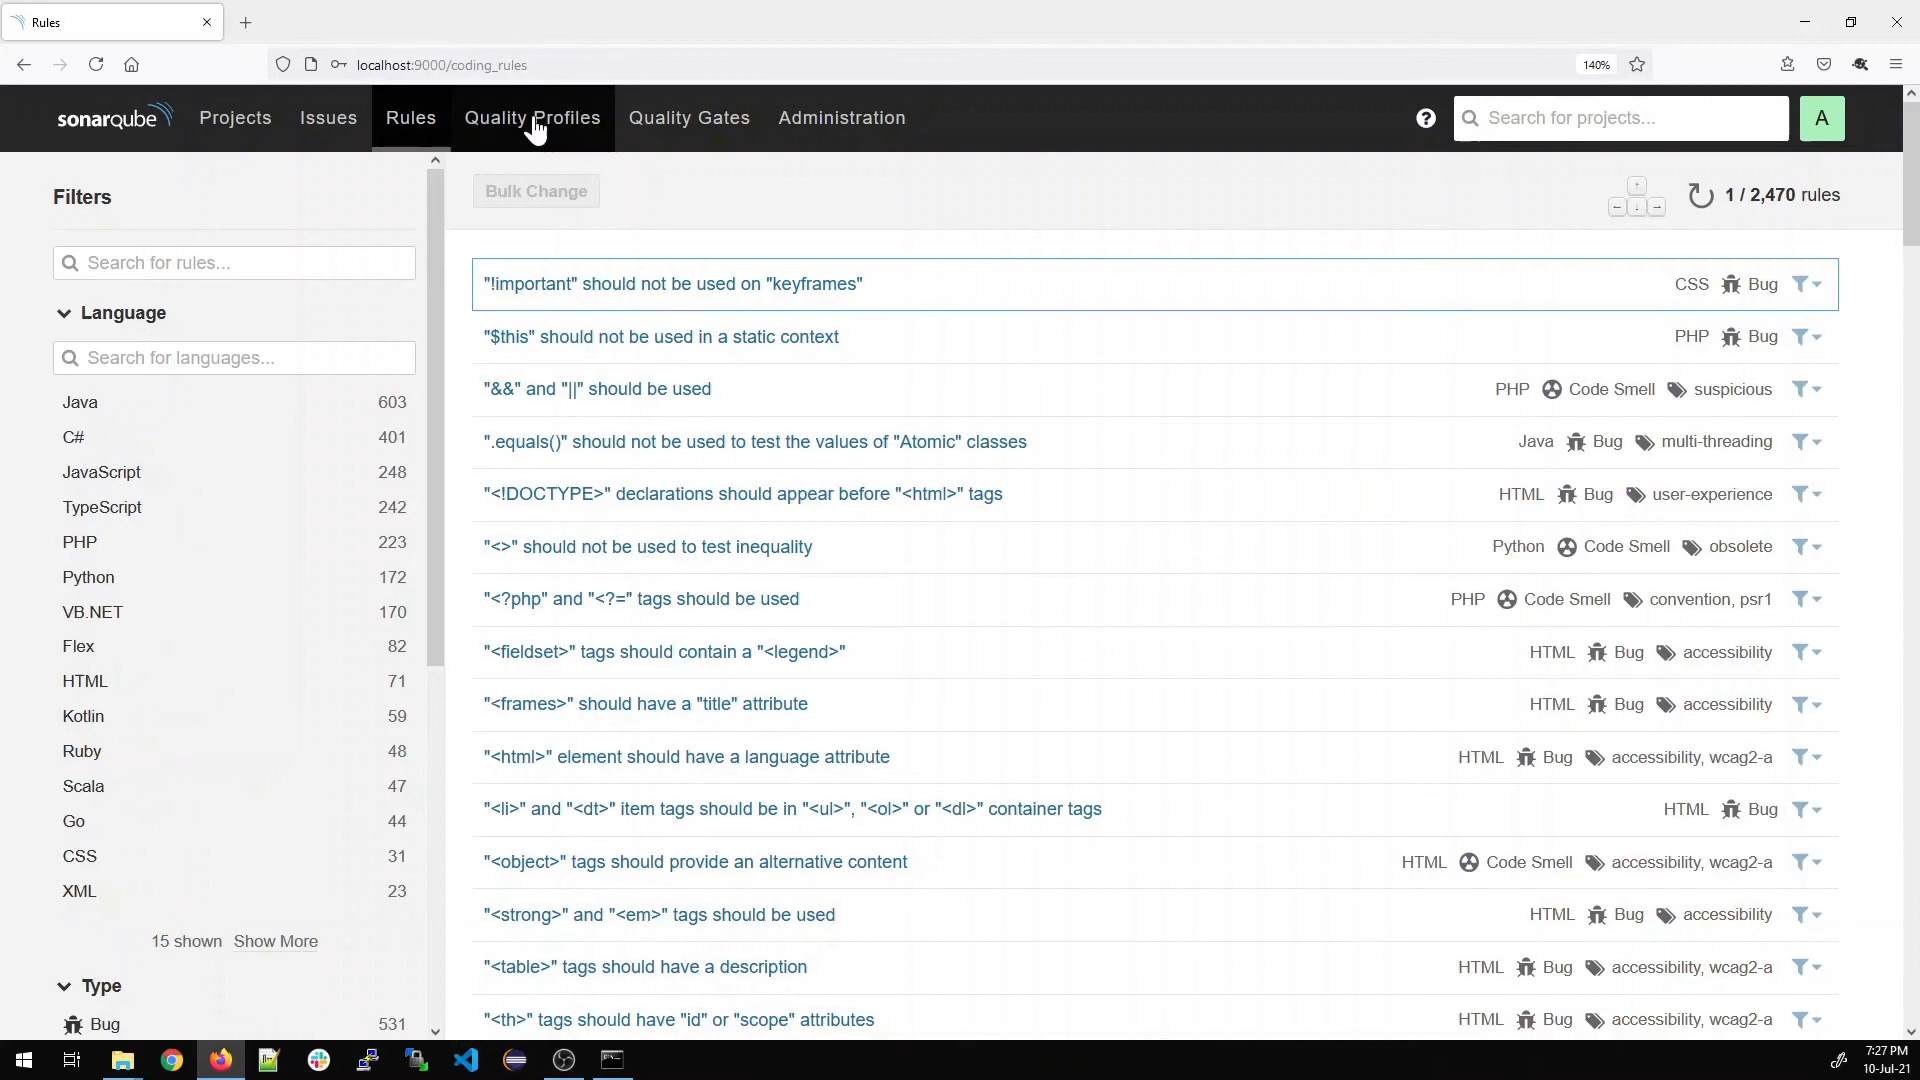 Rules
localhost:9000/coding_rules
140%
sonarqube
Projects
Issues
Rules
Quality Profiles
Quality Gates
Administration
Search for projects...
A
Filters
Search for rules...
Language
Search for languages...
Java 603
C# 401
JavaScript 248
TypeScript 242
PHP 223
Python 172
VB.NET 170
Flex 82
HTML 71
Kotlin 59
Ruby 48
Scala 47
Go 44
CSS 31
XML 23
15 shown Show More
Type
Bug 531
Bulk Change
1 / 2,470 rules
"!important" should not be used on "keyframes" CSS Bug
"$this" should not be used in a static context PHP Bug
"&&" and "||" should be used PHP Code Smell suspicious
".equals()" should not be used to test the values of "Atomic" classes Java Bug multi-threading
"<!DOCTYPE>" declarations should appear before "<html>" tags HTML Bug user-experience
"<>" should not be used to test inequality Python Code Smell obsolete
"<?php" and "<?=" tags should be used PHP Code Smell convention, psr1
"<fieldset>" tags should contain a "<legend>" HTML Bug accessibility
"<frames>" should have a "title" attribute HTML Bug accessibility
"<html>" element should have a language attribute HTML Bug accessibility, wcag2-a
"<li>" and "<dt>" item tags should be in "<ul>", "<ol>" or "<dl>" container tags HTML Bug
"<object>" tags should provide an alternative content HTML Code Smell accessibility, wcag2-a
"<strong>" and "<em>" tags should be used HTML Bug accessibility
"<table>" tags should have a description HTML Bug accessibility, wcag2-a
"<th>" tags should have "id" or "scope" attributes HTML Bug accessibility, wcag2-a
7:27 PM
10-Jul-21